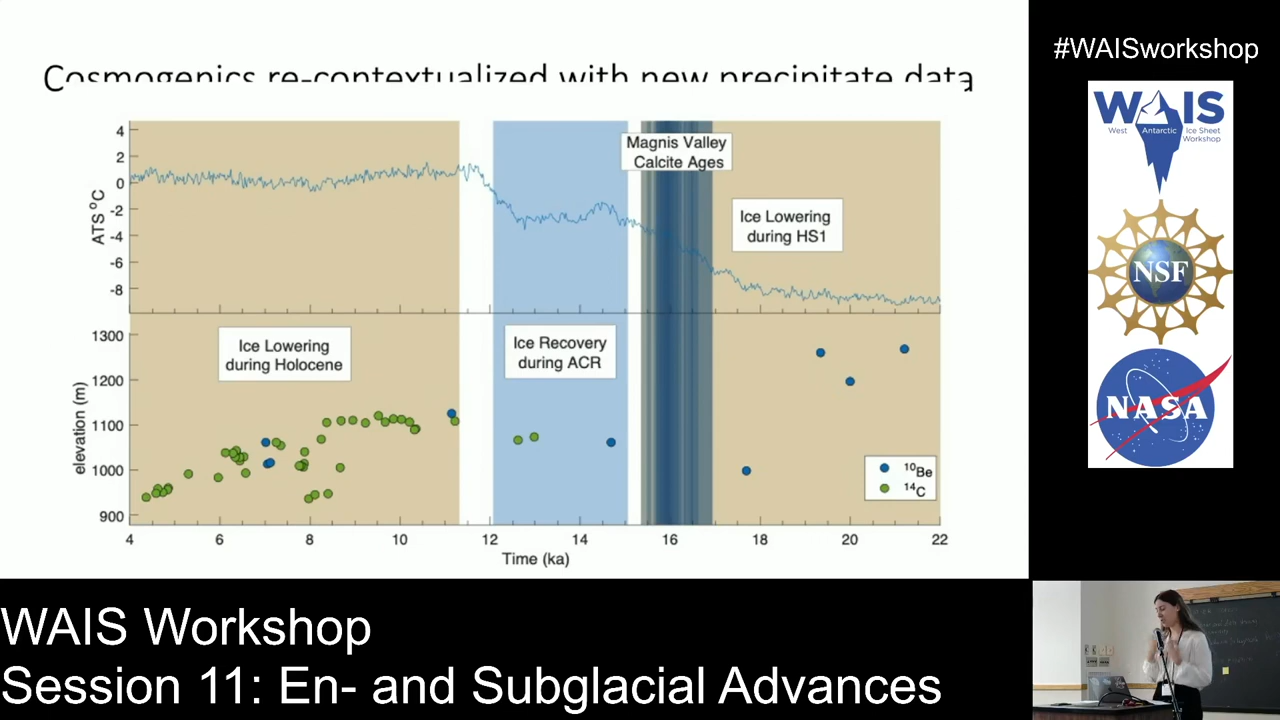 Cosmogenics re-contextualized with new precipitate data
#WAISworkshop
WAIS
West Antarctic Ice Sheet
Workshop
NSF
NASA
4
2
0
-2
-4
-6
-8
ATS °C
Magnis Valley
Calcite Ages
Ice Lowering
during HS1
1300
1200
1100
1000
900
elevation (m)
Ice Lowering
during Holocene
Ice Recovery
during ACR
10Be
14C
4 6 8 10 12 14 16 18 20 22
Time (ka)
WAIS Workshop
Session 11: En- and Subglacial Advances